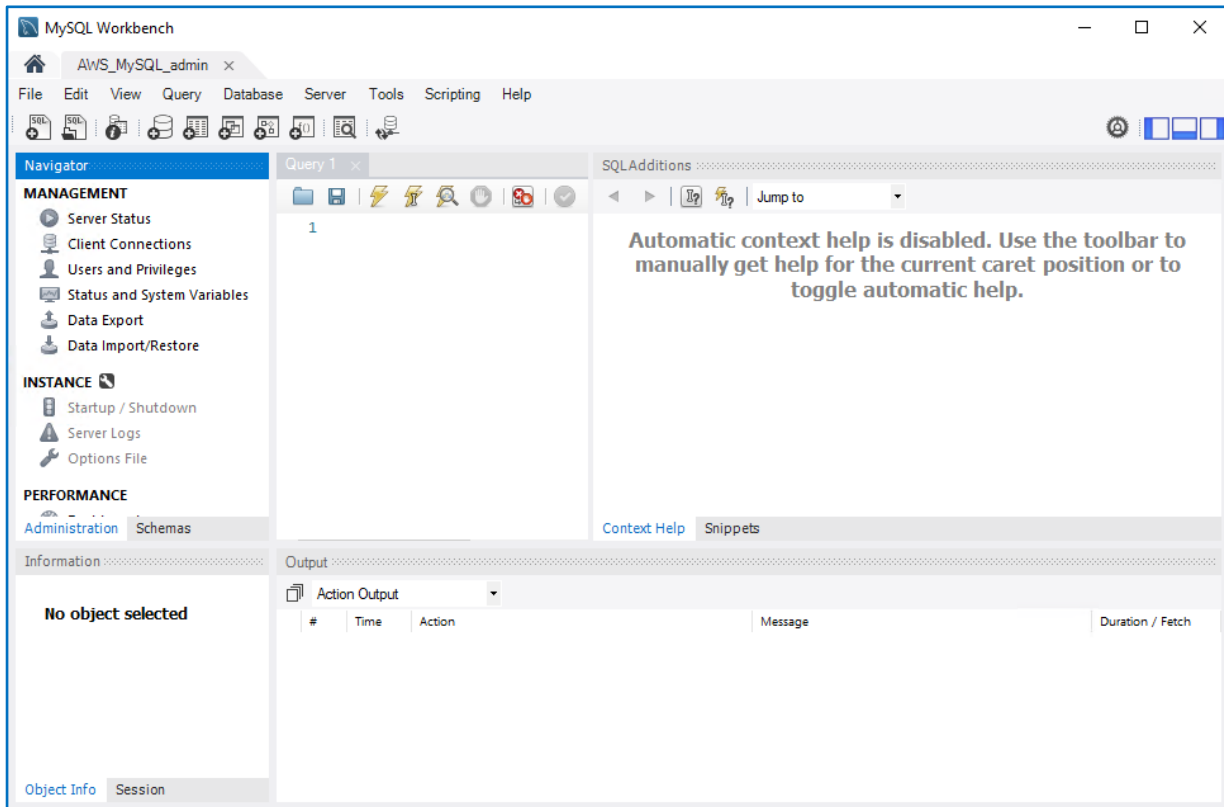 MySQL Workbench
AWS_MySQL_admin
File Edit View Query Database Server Tools Scripting Help
SQL SQL
Navigator
MANAGEMENT
Server Status
Client Connections
Users and Privileges
Status and System Variables
Data Export
Data Import/Restore
INSTANCE
Startup / Shutdown
Server Logs
Options File
PERFORMANCE
Administration Schemas
Query 1
1
SQLAdditions
Jump to
Automatic context help is disabled. Use the toolbar to
manually get help for the current caret position or to
toggle automatic help.
Context Help Snippets
Information
No object selected
Object Info Session
Output
Action Output
# Time Action Message Duration / Fetch